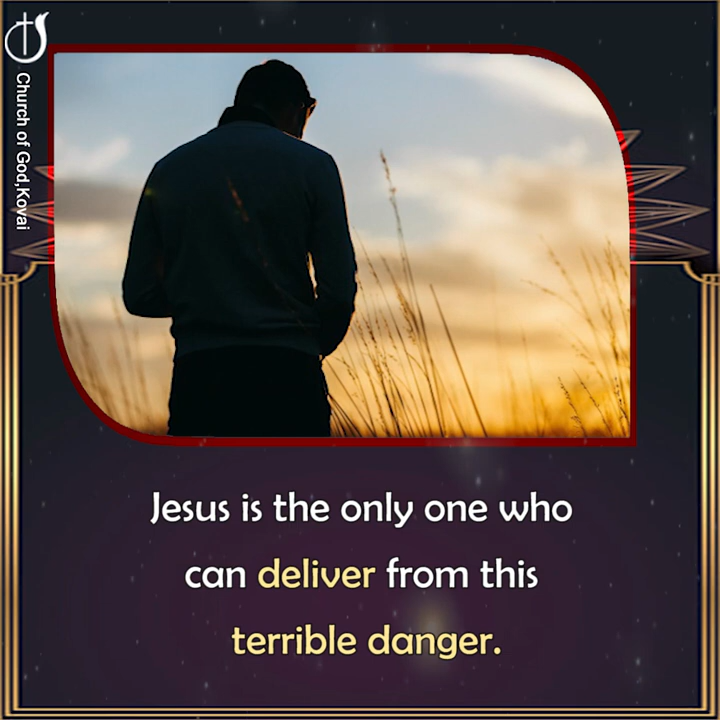 Church of God,Kovai
Jesus is the only one who
can deliver from this
terrible danger.